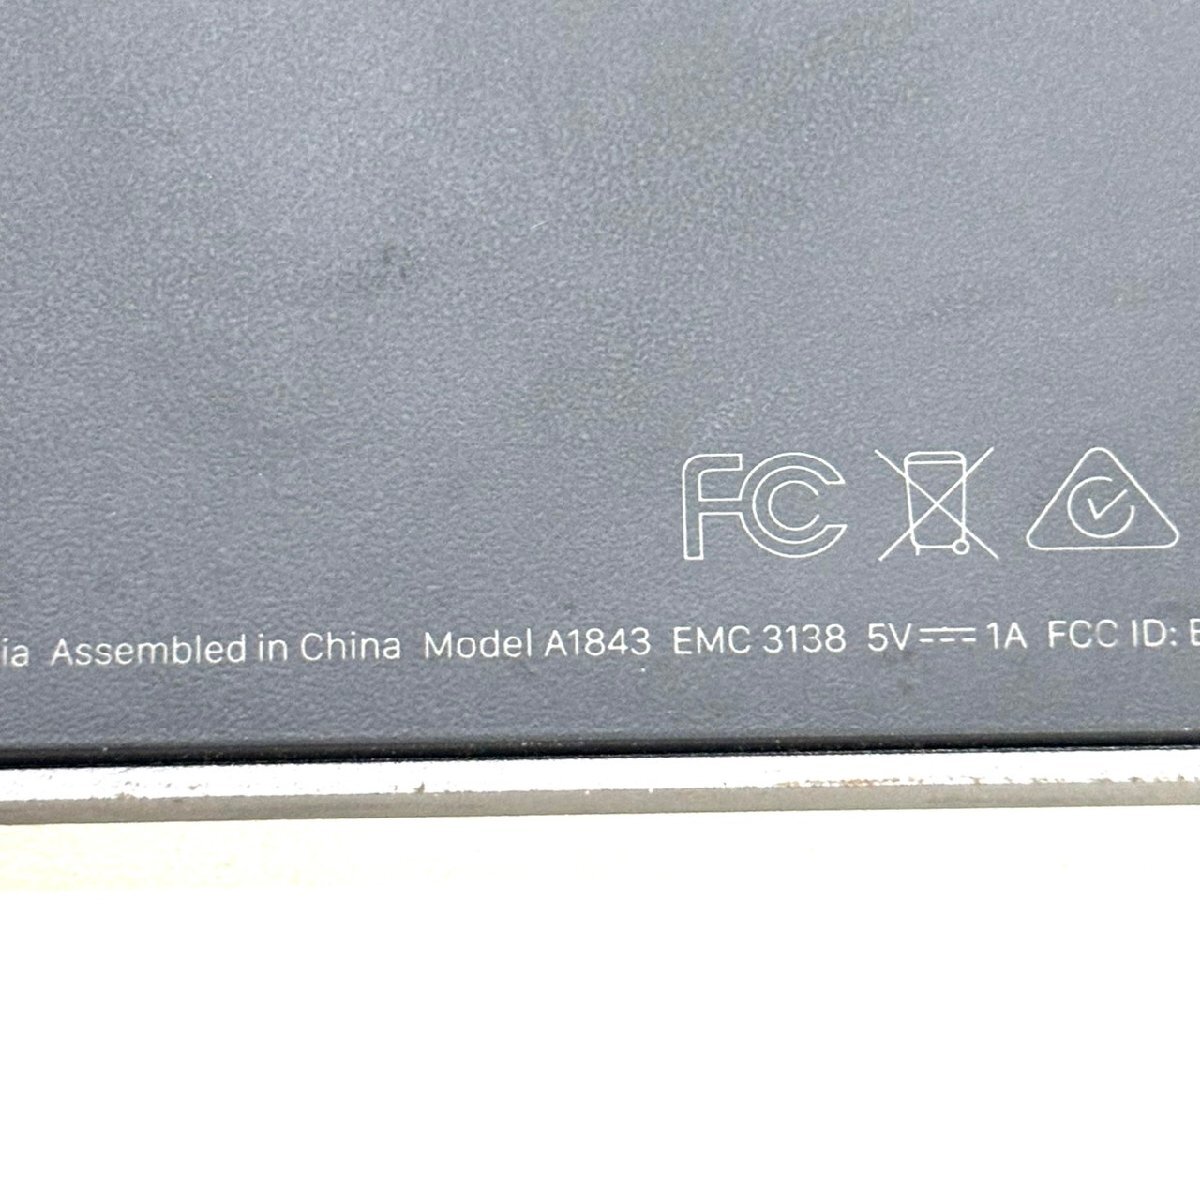 FC
ia Assembled in China Model A1843 EMC 3138 5V⎓1A FCC ID: B